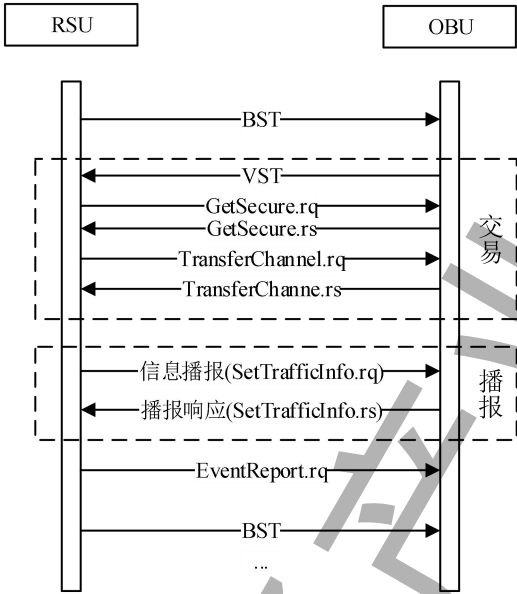 RSU
OBU
BST
VST
GetSecure.rq
GetSecure.rs
TransferChannel.rq
TransferChanne.rs
交易
信息播报(SetTrafficInfo.rq)
播报响应(SetTrafficInfo.rs)
播报
EventReport.rq
BST
...